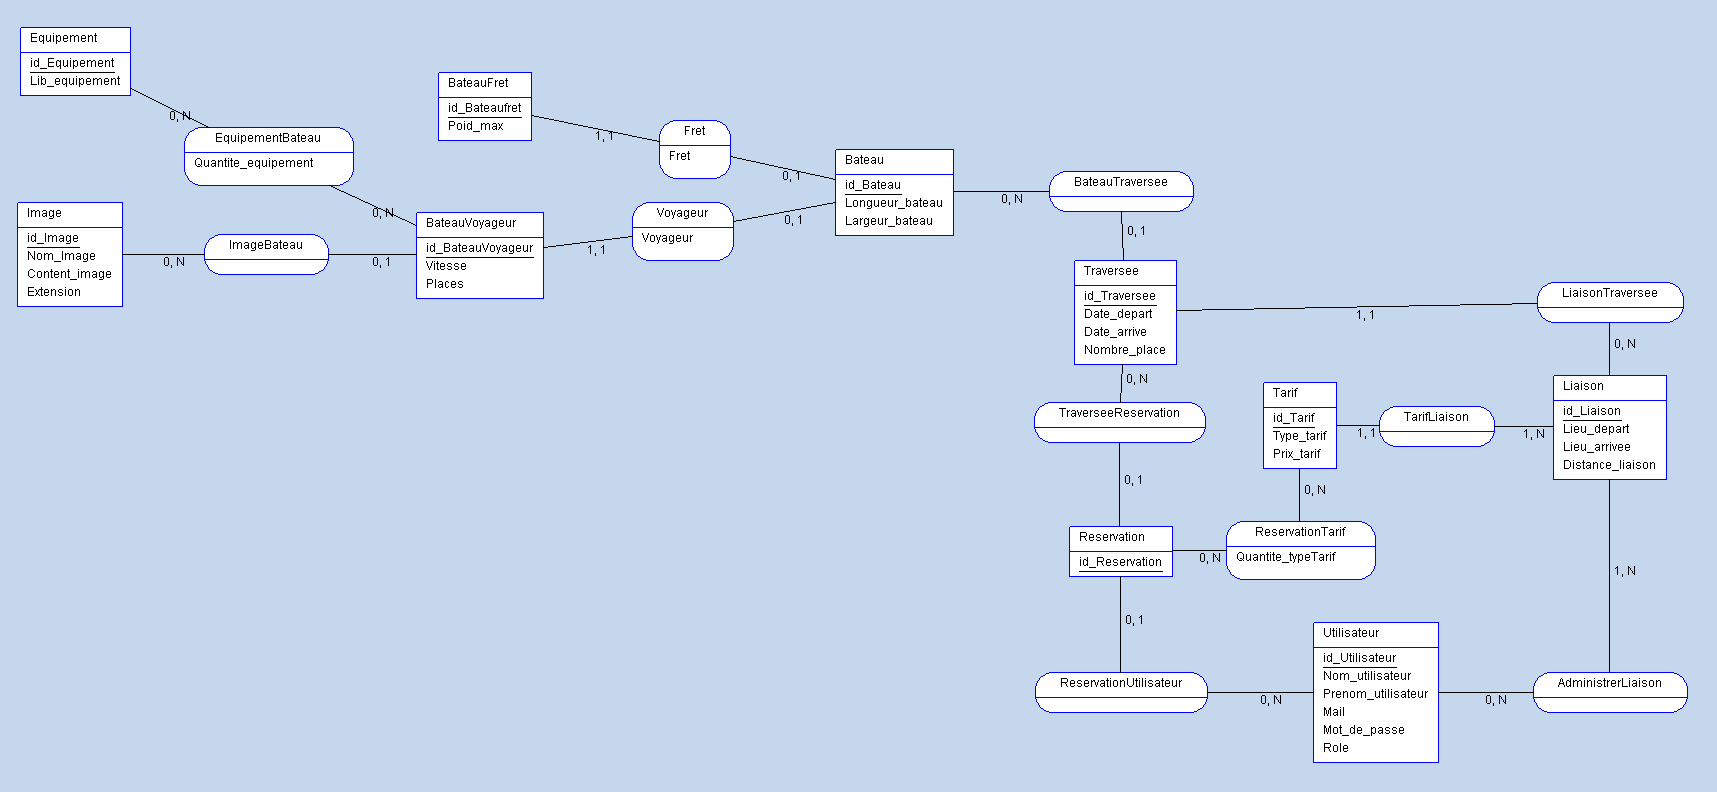 Equipement
id_Equipement
Lib_equipement
0, N
EquipementBateau
Quantite_equipement
0, N
Image
id_Image
Nom_Image
Content_image
Extension
0, N
ImageBateau
0, 1
BateauVoyageur
id_BateauVoyageur
Vitesse
Places
BateauFret
id_Bateaufret
Poid_max
1, 1
Fret
Fret
0, 1
1, 1
Voyageur
Voyageur
0, 1
Bateau
id_Bateau
Longueur_bateau
Largeur_bateau
0, N
BateauTraversee
0, 1
Traversee
id_Traversee
Date_depart
Date_arrive
Nombre_place
1, 1
LiaisonTraversee
0, N
0, N
TraverseeReservation
0, 1
Tarif
id_Tarif
Type_tarif
Prix_tarif
1, 1
TarifLiaison
1, N
Liaison
id_Liaison
Lieu_depart
Lieu_arrivee
Distance_liaison
0, N
Reservation
id_Reservation
0, N
ReservationTarif
Quantite_typeTarif
1, N
0, 1
ReservationUtilisateur
0, N
Utilisateur
id_Utilisateur
Nom_utilisateur
Prenom_utilisateur
Mail
Mot_de_passe
Role
0, N
AdministrerLiaison